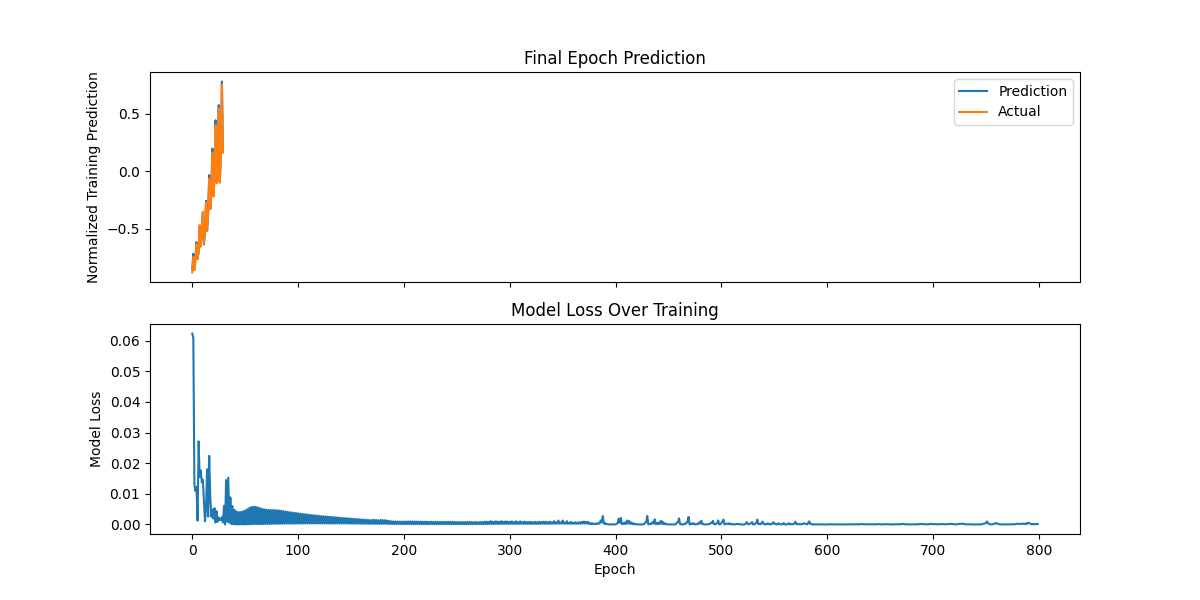 Final Epoch Prediction
Normalized Training Prediction
0.5
0.0
−0.5
Prediction
Actual
Model Loss Over Training
Model Loss
0.06
0.05
0.04
0.03
0.02
0.01
0.00
0 100 200 300 400 500 600 700 800
Epoch